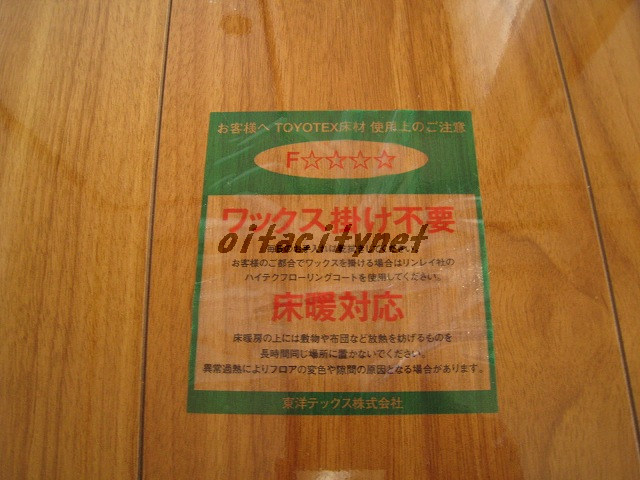 お客様へ TOYOTEX床材 使用上のご注意
F☆☆☆☆
ワックス掛け不要
oitacitynet
お客様のご都合でワックスを掛ける場合はリンレイ社の
ハイテクフローリングコートを使用してください。
床暖対応
床暖房の上には敷物や布団など放熱を妨げるものを
長時間同じ場所に置かないでください。
異常過熱によりフロアの変色や隙間の原因となる場合があります。
東洋テックス株式会社